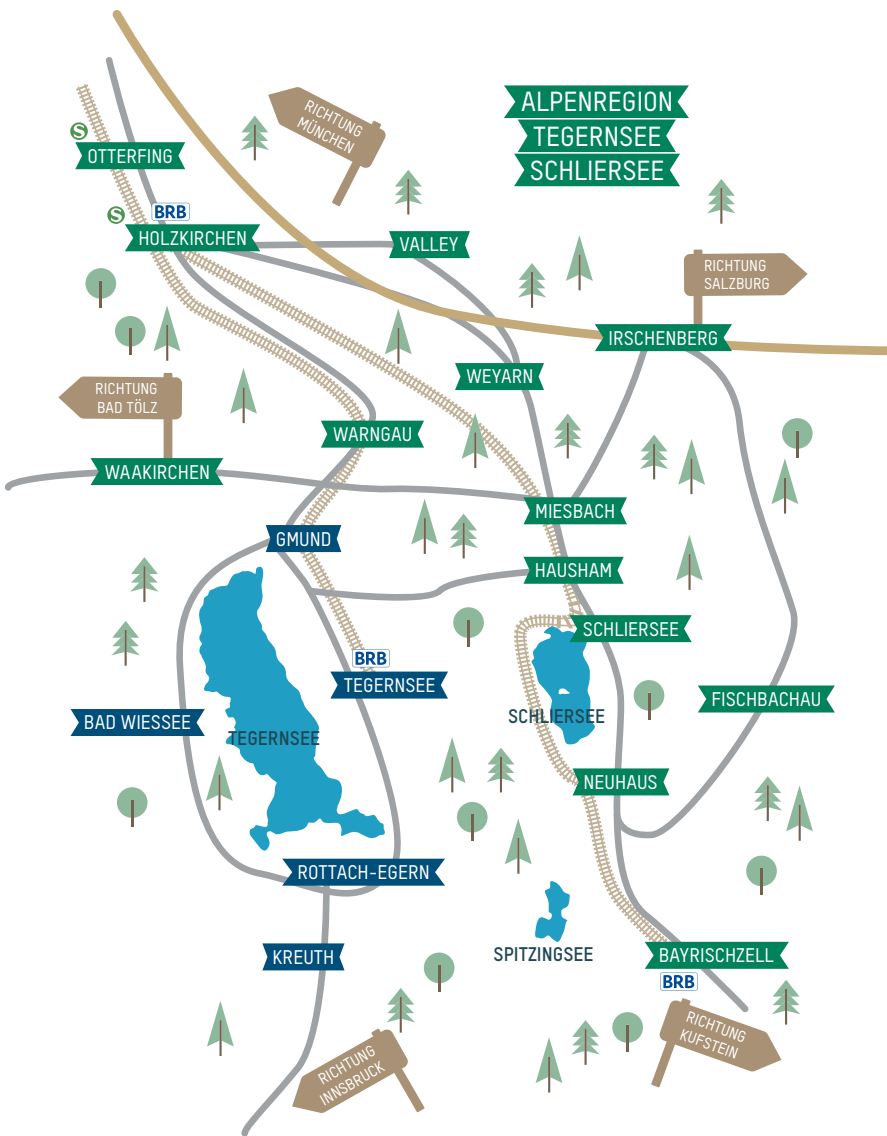 ALPENREGION
TEGERNSEE
SCHLIERSEE
RICHTUNG
MÜNCHEN
S
OTTERFING
S
BRB
HOLZKIRCHEN
VALLEY
RICHTUNG
SALZBURG
IRSCHENBERG
WEYARN
RICHTUNG
BAD TÖLZ
WARNGAU
WAAKIRCHEN
MIESBACH
GMUND
HAUSHAM
SCHLIERSEE
BRB
TEGERNSEE
FISCHBACHAU
SCHLIERSEE
BAD WIESSEE
TEGERNSEE
NEUHAUS
ROTTACH-EGERN
KREUTH
SPITZINGSEE
BAYRISCHZELL
BRB
RICHTUNG
KUFSTEIN
RICHTUNG
INNSBRUCK